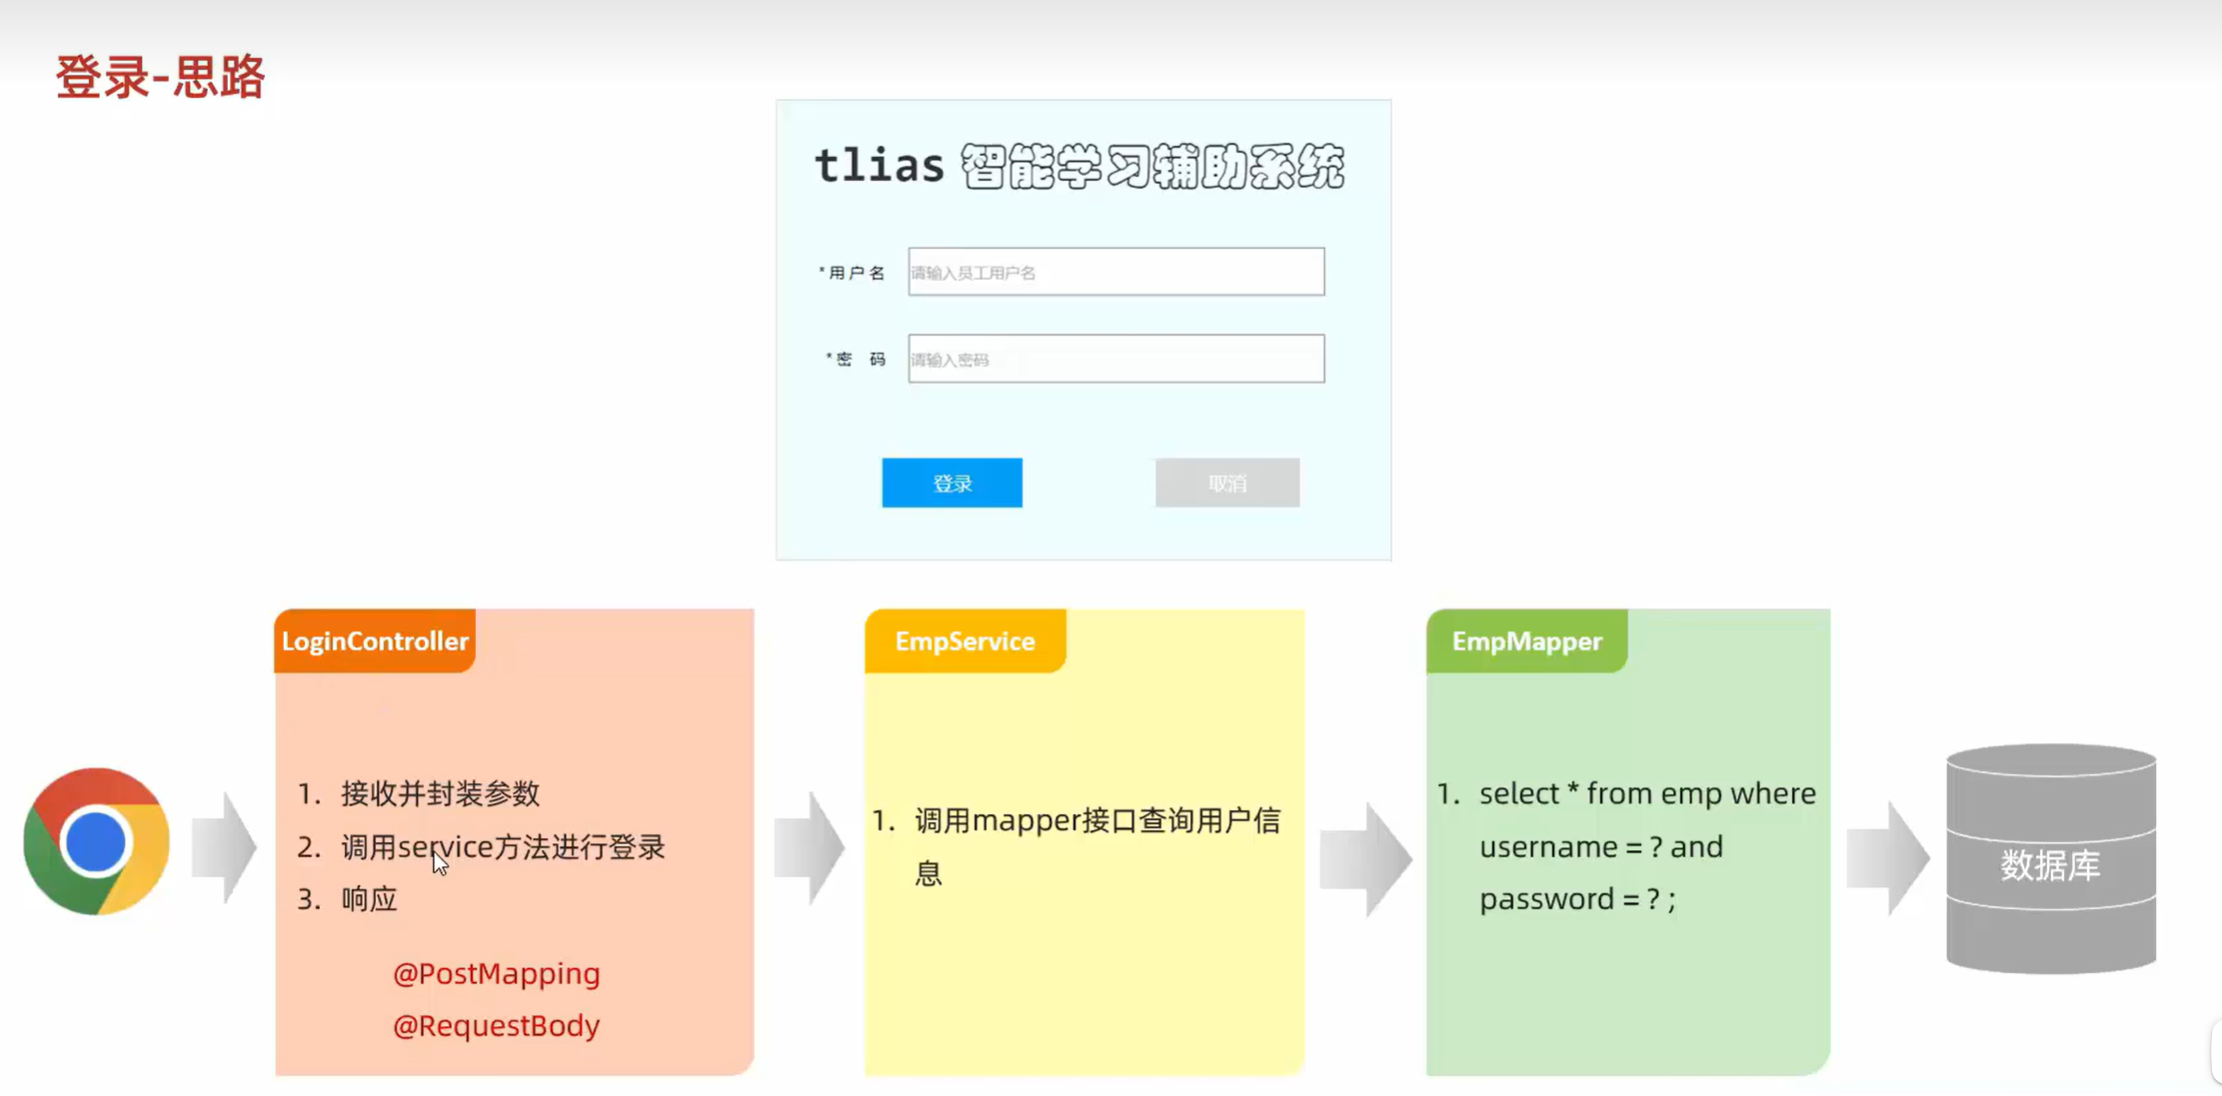 登录-思路
tlias 智能学习辅助系统
*用户名 请输入员工用户名
*密 码 请输入密码
登录 取消
LoginController
1. 接收并封装参数
2. 调用service方法进行登录
3. 响应
@PostMapping
@RequestBody
EmpService
1. 调用mapper接口查询用户信
息
EmpMapper
1. select * from emp where
username = ? and
password = ? ;
数据库